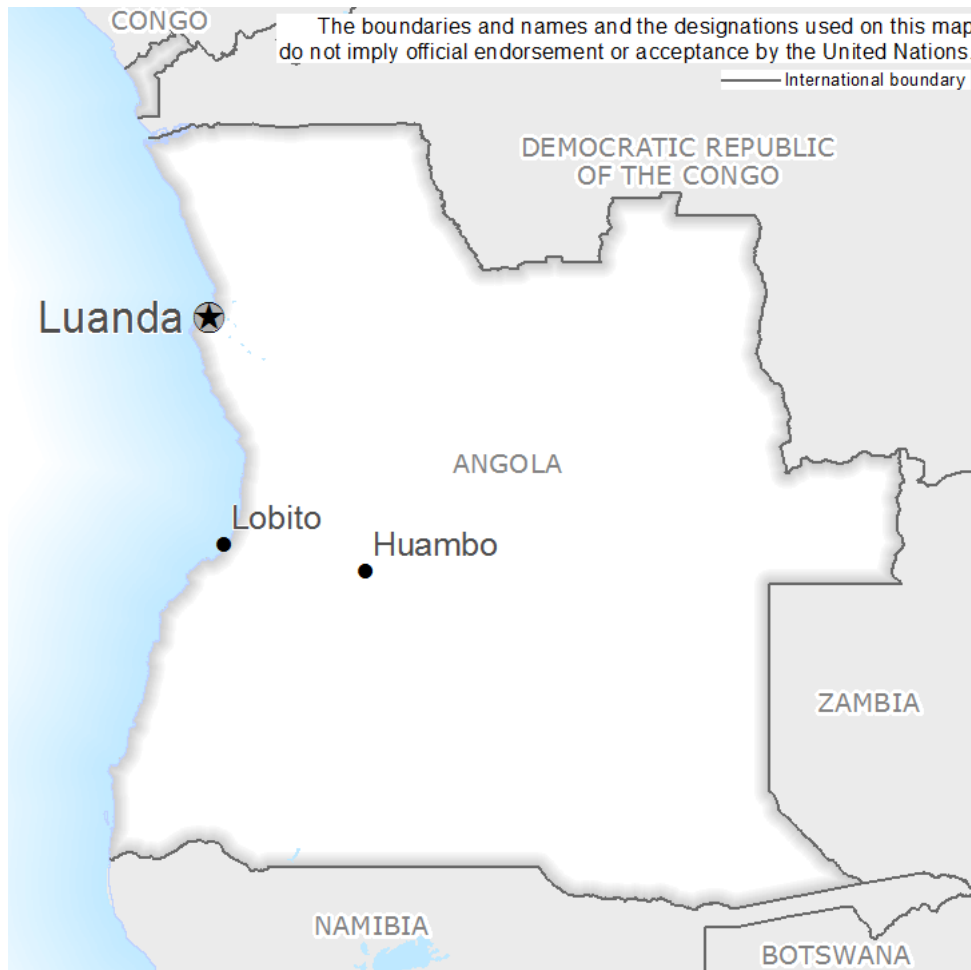 CONGO
The boundaries and names and the designations used on this map
do not imply official endorsement or acceptance by the United Nations.
International boundary
DEMOCRATIC REPUBLIC
OF THE CONGO
Luanda
ANGOLA
Lobito
Huambo
ZAMBIA
NAMIBIA
BOTSWANA